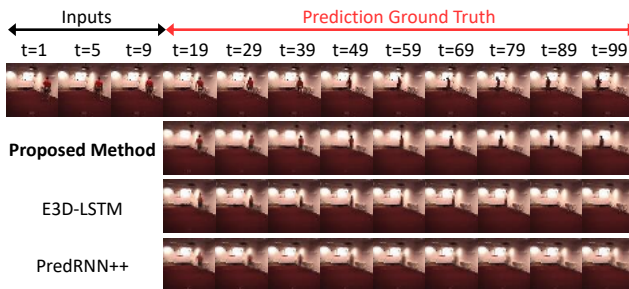 Inputs Prediction Ground Truth
t=1 t=5 t=9 t=19 t=29 t=39 t=49 t=59 t=69 t=79 t=89 t=99
Proposed Method
E3D-LSTM
PredRNN++